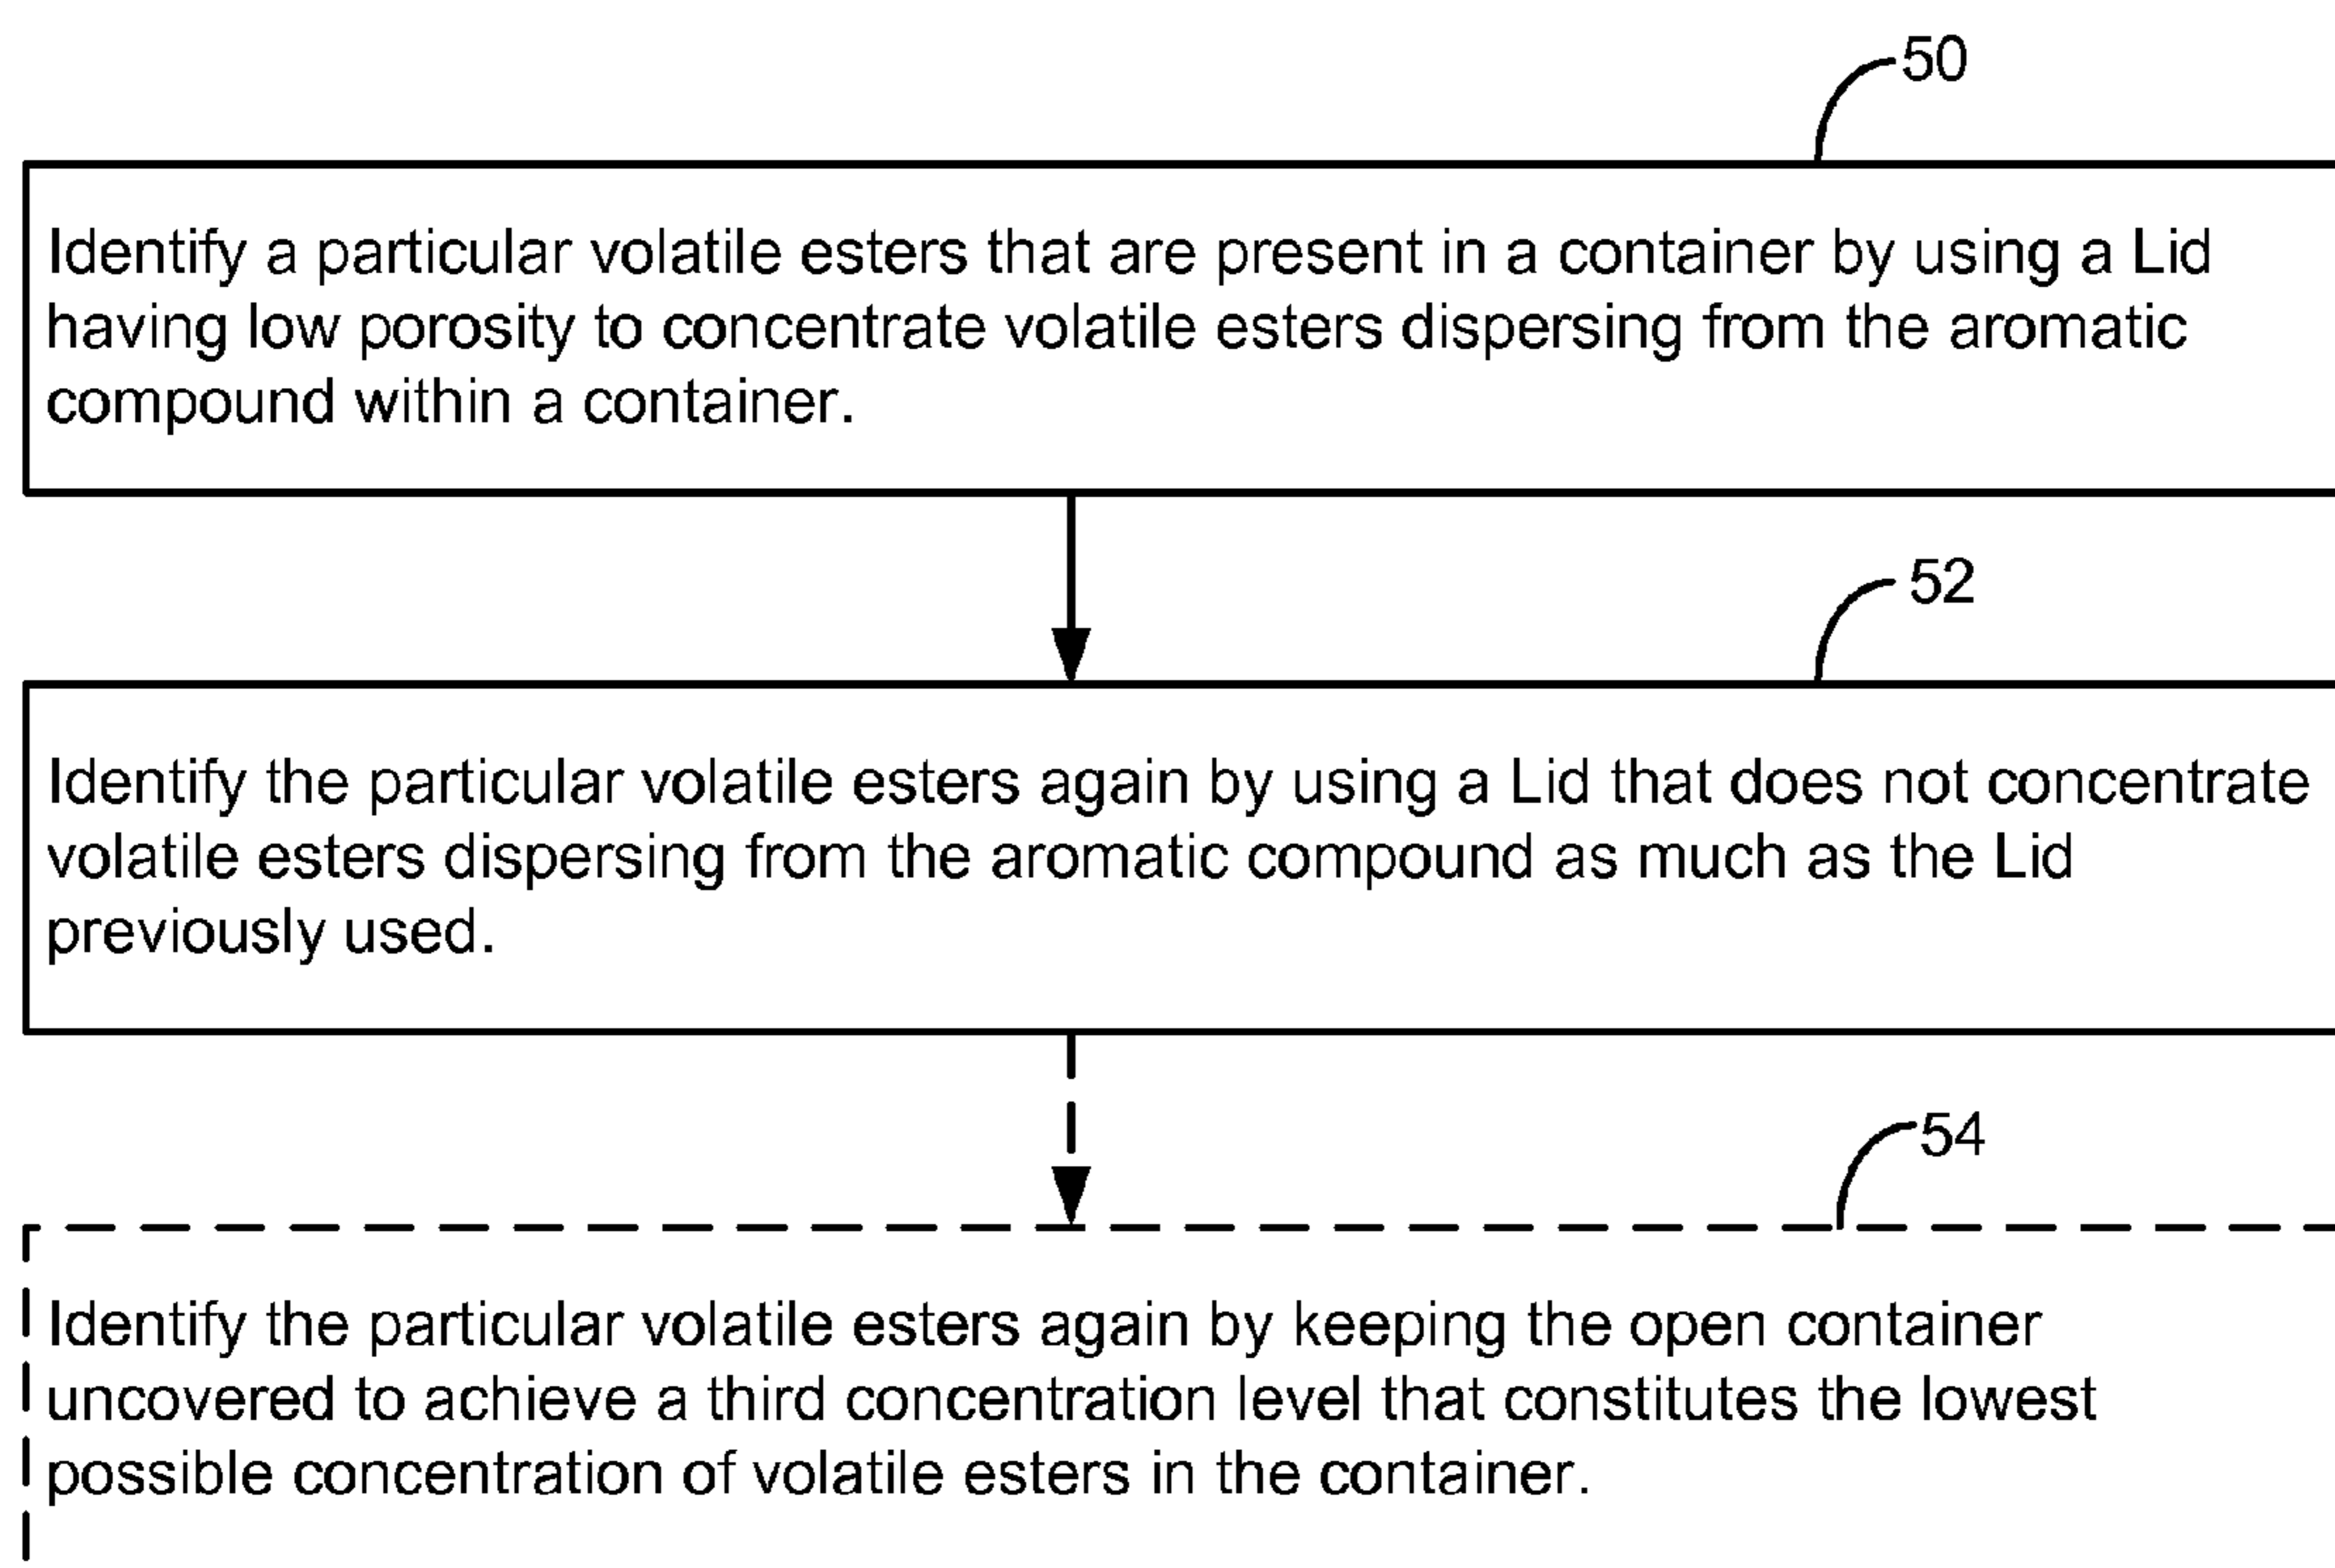 50
Identify a particular volatile esters that are present in a container by using a Lid
having low porosity to concentrate volatile esters dispersing from the aromatic
compound within a container.
52
Identify the particular volatile esters again by using a Lid that does not concentrate
volatile esters dispersing from the aromatic compound as much as the Lid
previously used.
54
Identify the particular volatile esters again by keeping the open container
uncovered to achieve a third concentration level that constitutes the lowest
possible concentration of volatile esters in the container.